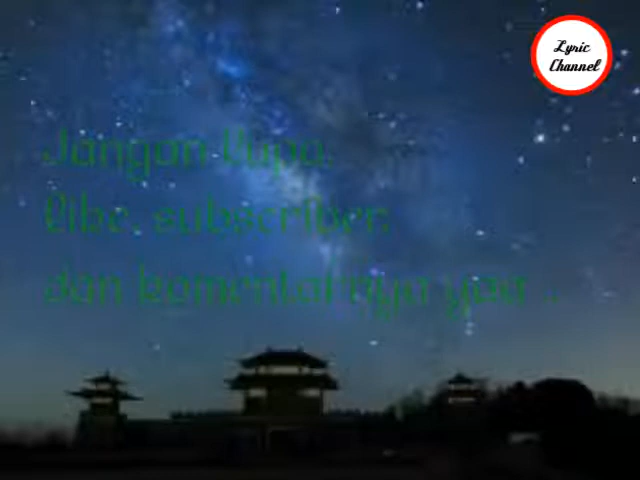 Lyric
Channel
Jangan lupa,
like, subscriber
dan komentarnya yaa ..